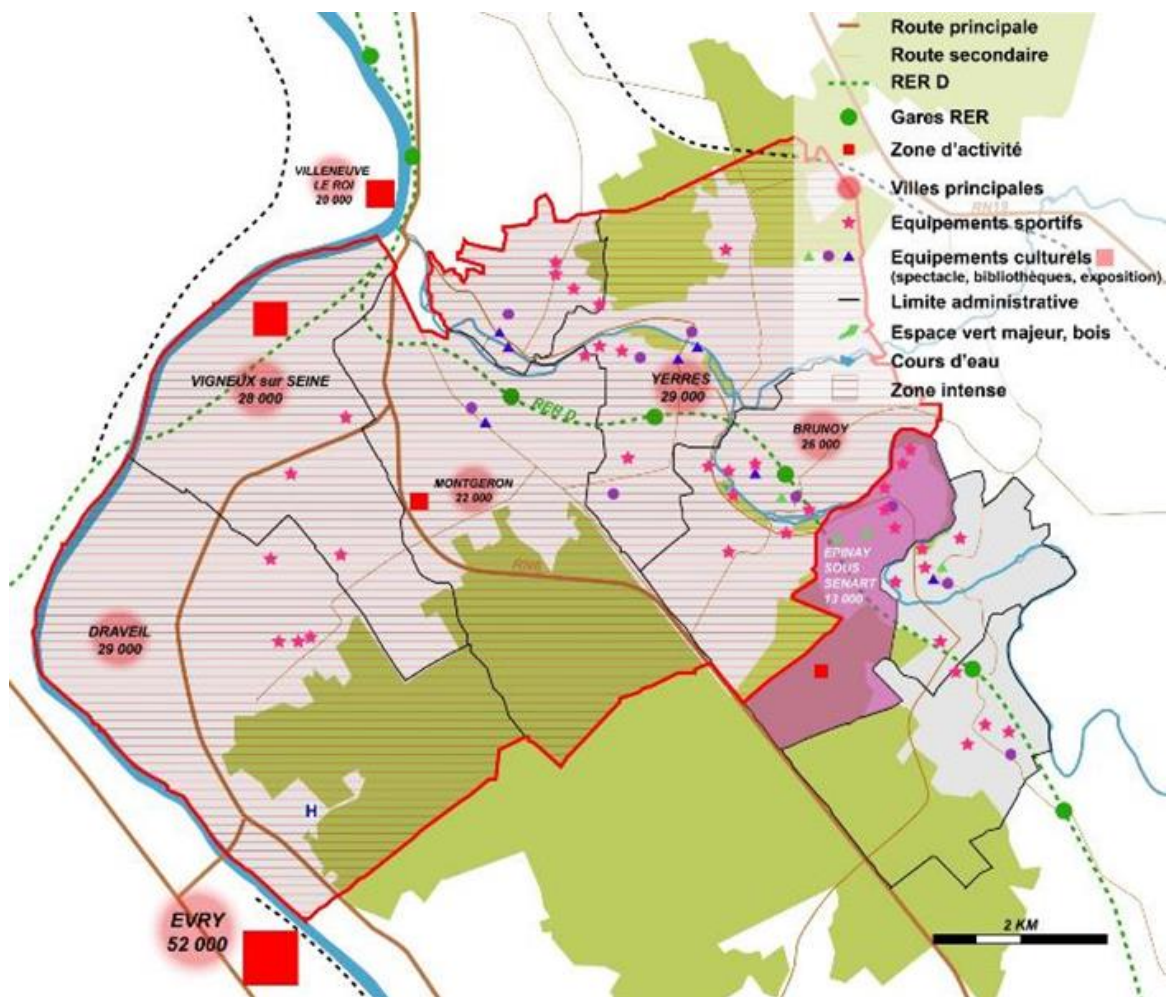 Route principale
Route secondaire
RER D
Gares RER
Zone d'activité
Villes principales
RN19
Equipements sportifs
Equipements culturels
(spectacle, bibliothèques, exposition)
Limite administrative
Espace vert majeur, bois
Cours d'eau
Zone intense
VILLENEUVE
LE ROI
20 000
VIGNEUX sur SEINE
28 000
YERRES
29 000
RER D
BRUNOY
26 000
MONTGERON
22 000
RN6
EPINAY
SOUS
SENART
13 000
DRAVEIL
29 000
H
EVRY
52 000
2 KM